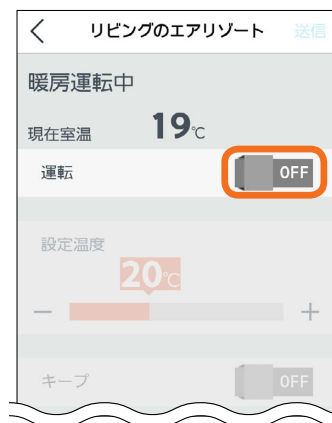 リビングのエアリゾート 送信
暖房運転中
現在室温 19℃
運転 OFF
設定温度
20℃
− +
キープ OFF